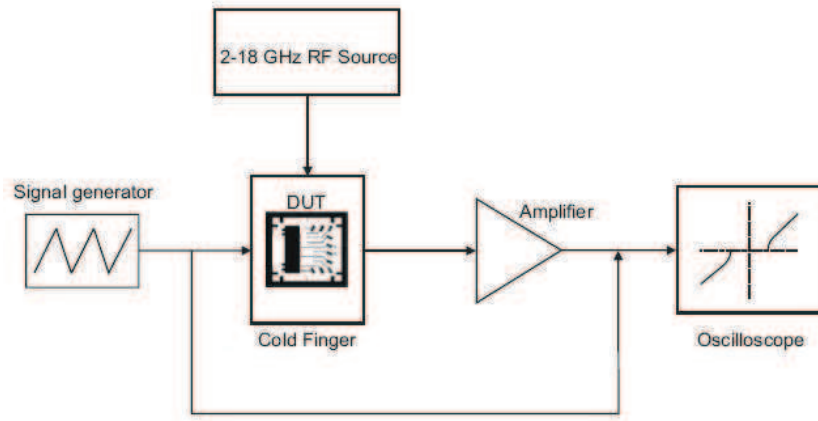 2-18 GHz RF Source
Signal generator
DUT
Amplifier
Cold Finger
Oscilloscope